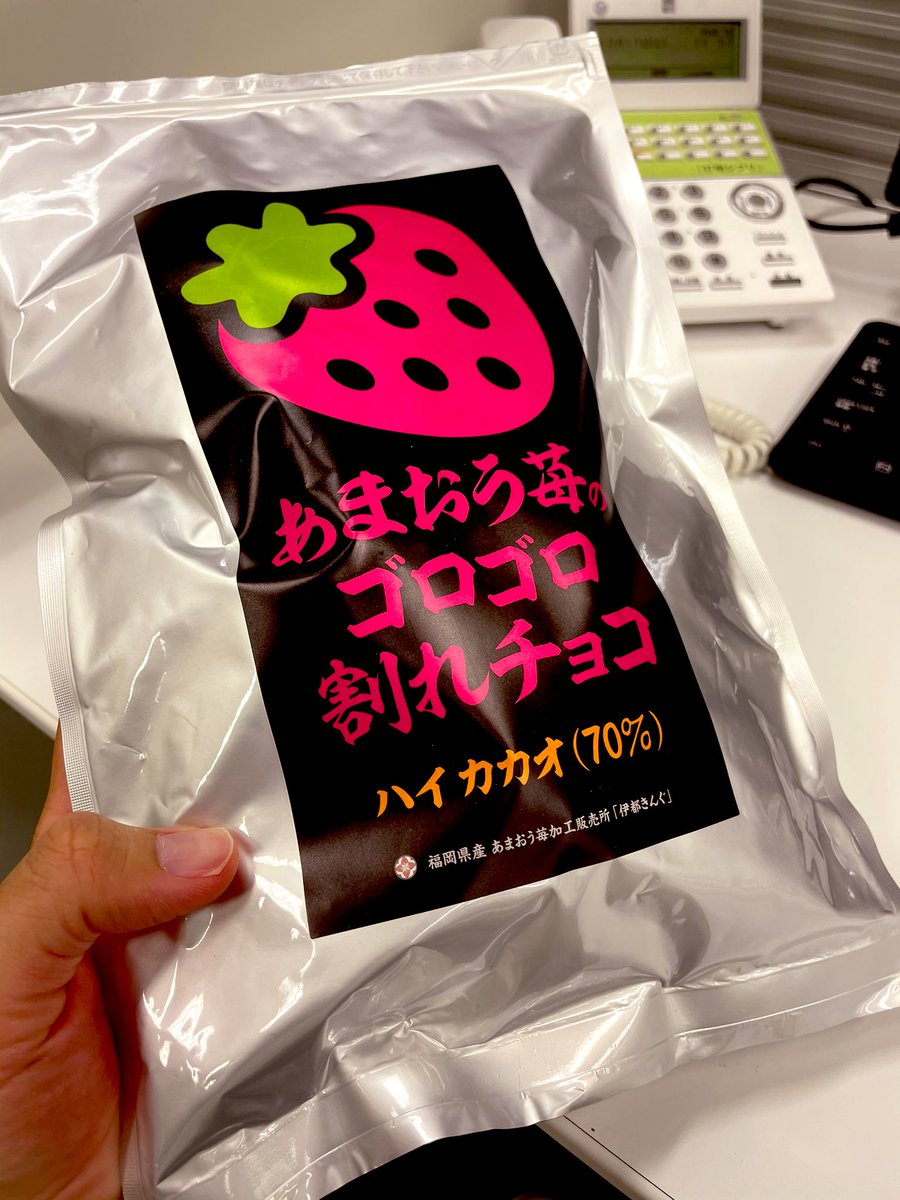 あまおう苺の
ゴロゴロ
割れチョコ
ハイカカオ(70%)
福岡県産 あまおう苺加工販売所「伊都きんぐ」